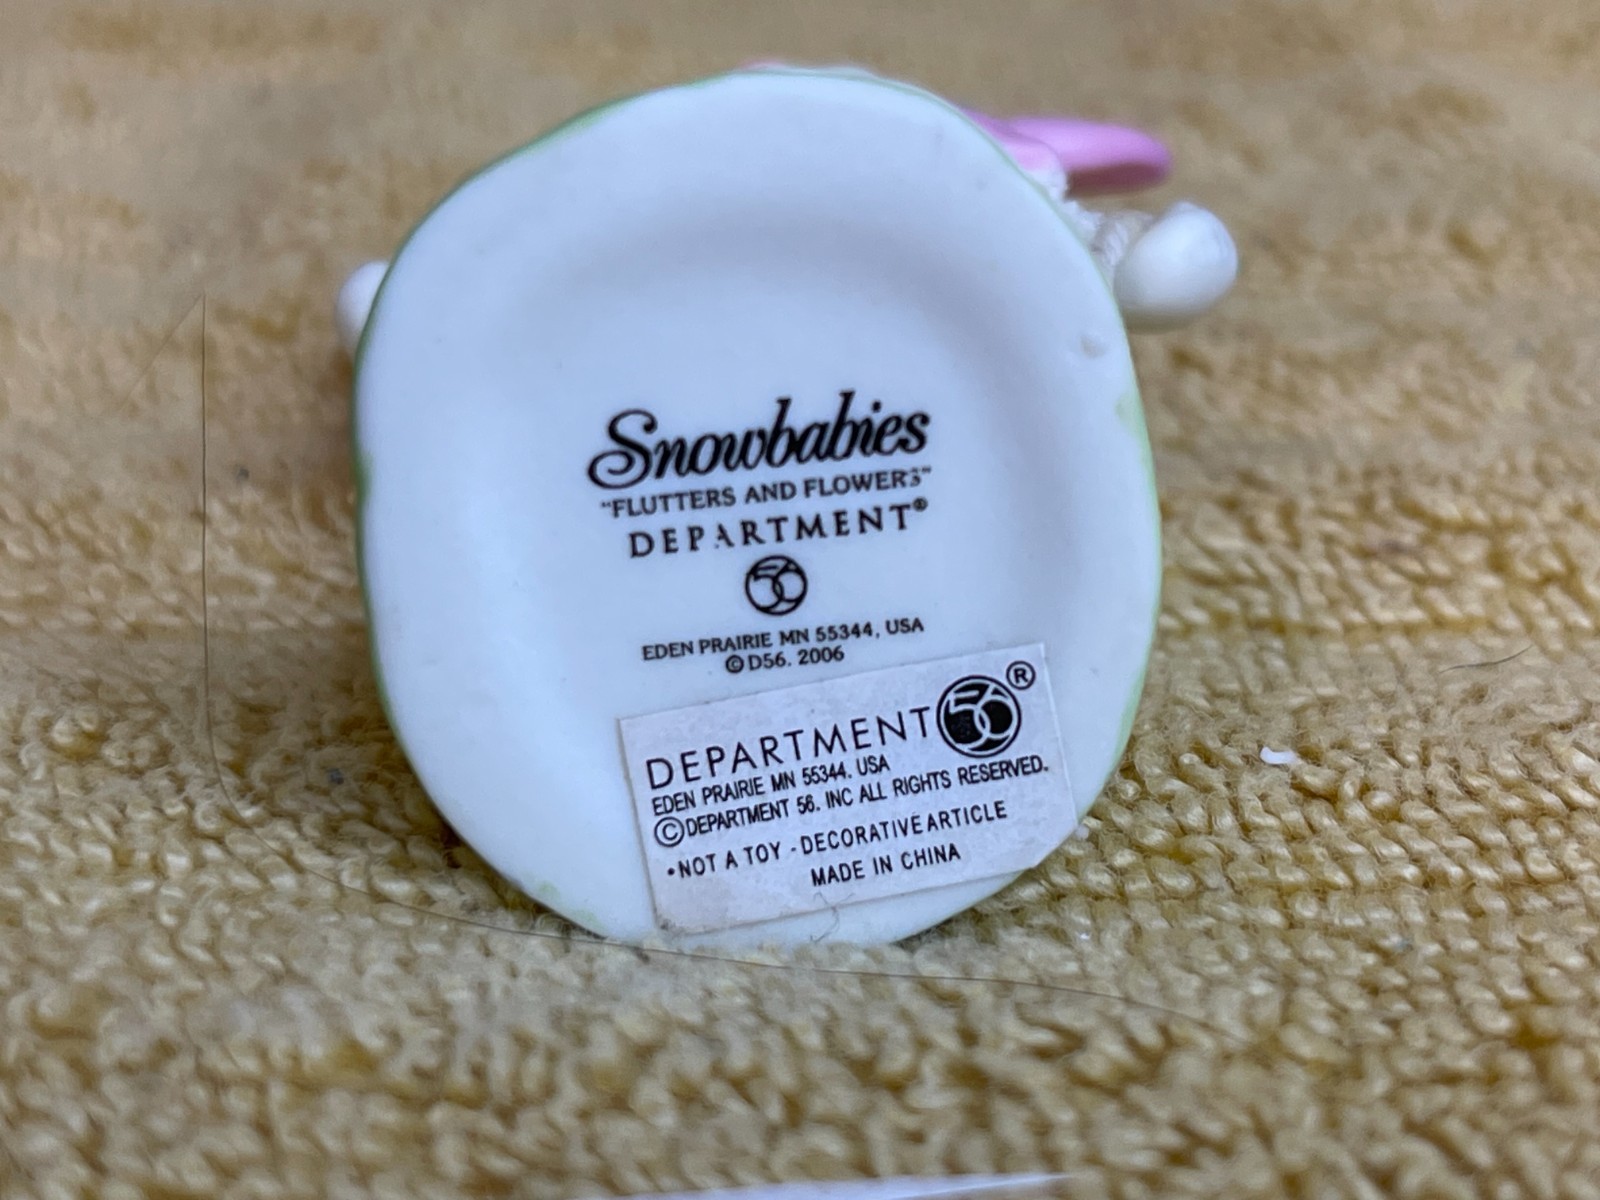 Snowbabies
"FLUTTERS AND FLOWERS"
DEPARTMENT®
56
EDEN PRAIRIE MN 55344, USA
© D56. 2006
DEPARTMENT 56 ®
EDEN PRAIRIE MN 55344. USA
© DEPARTMENT 56. INC ALL RIGHTS RESERVED.
• NOT A TOY - DECORATIVE ARTICLE
MADE IN CHINA